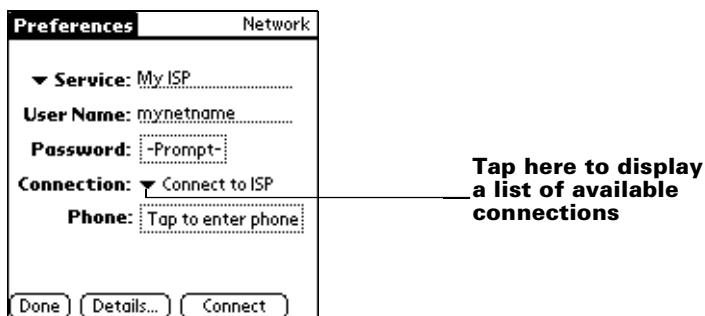 Preferences Network
Service: My ISP
User Name: mynetname
Password: -Prompt-
Connection: Connect to ISP
Phone: Tap to enter phone
Done Details... Connect
Tap here to display
a list of available
connections